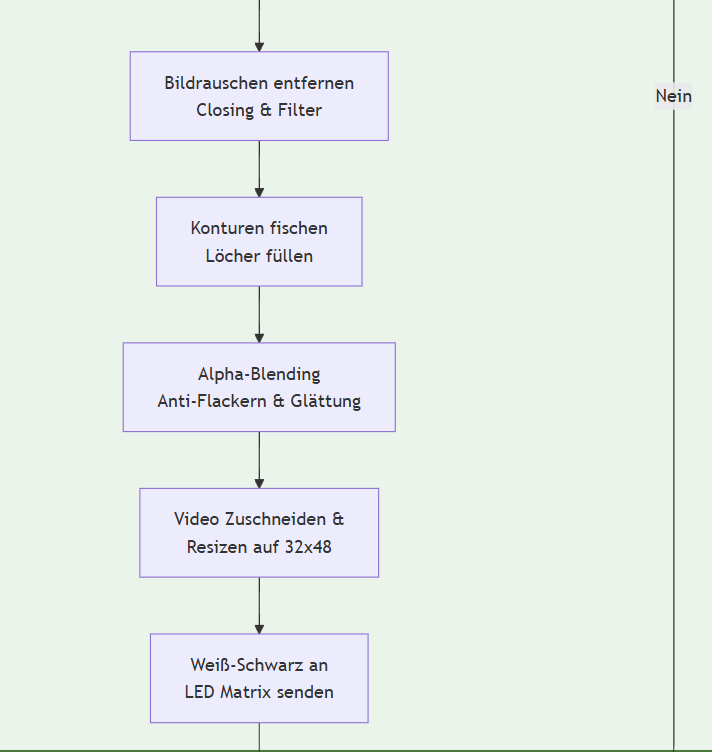 Bildrauschen entfernen
Closing & Filter
Nein
Konturen fischen
Löcher füllen
Alpha-Blending
Anti-Flackern & Glättung
Video Zuschneiden &
Resizen auf 32x48
Weiß-Schwarz an
LED Matrix senden